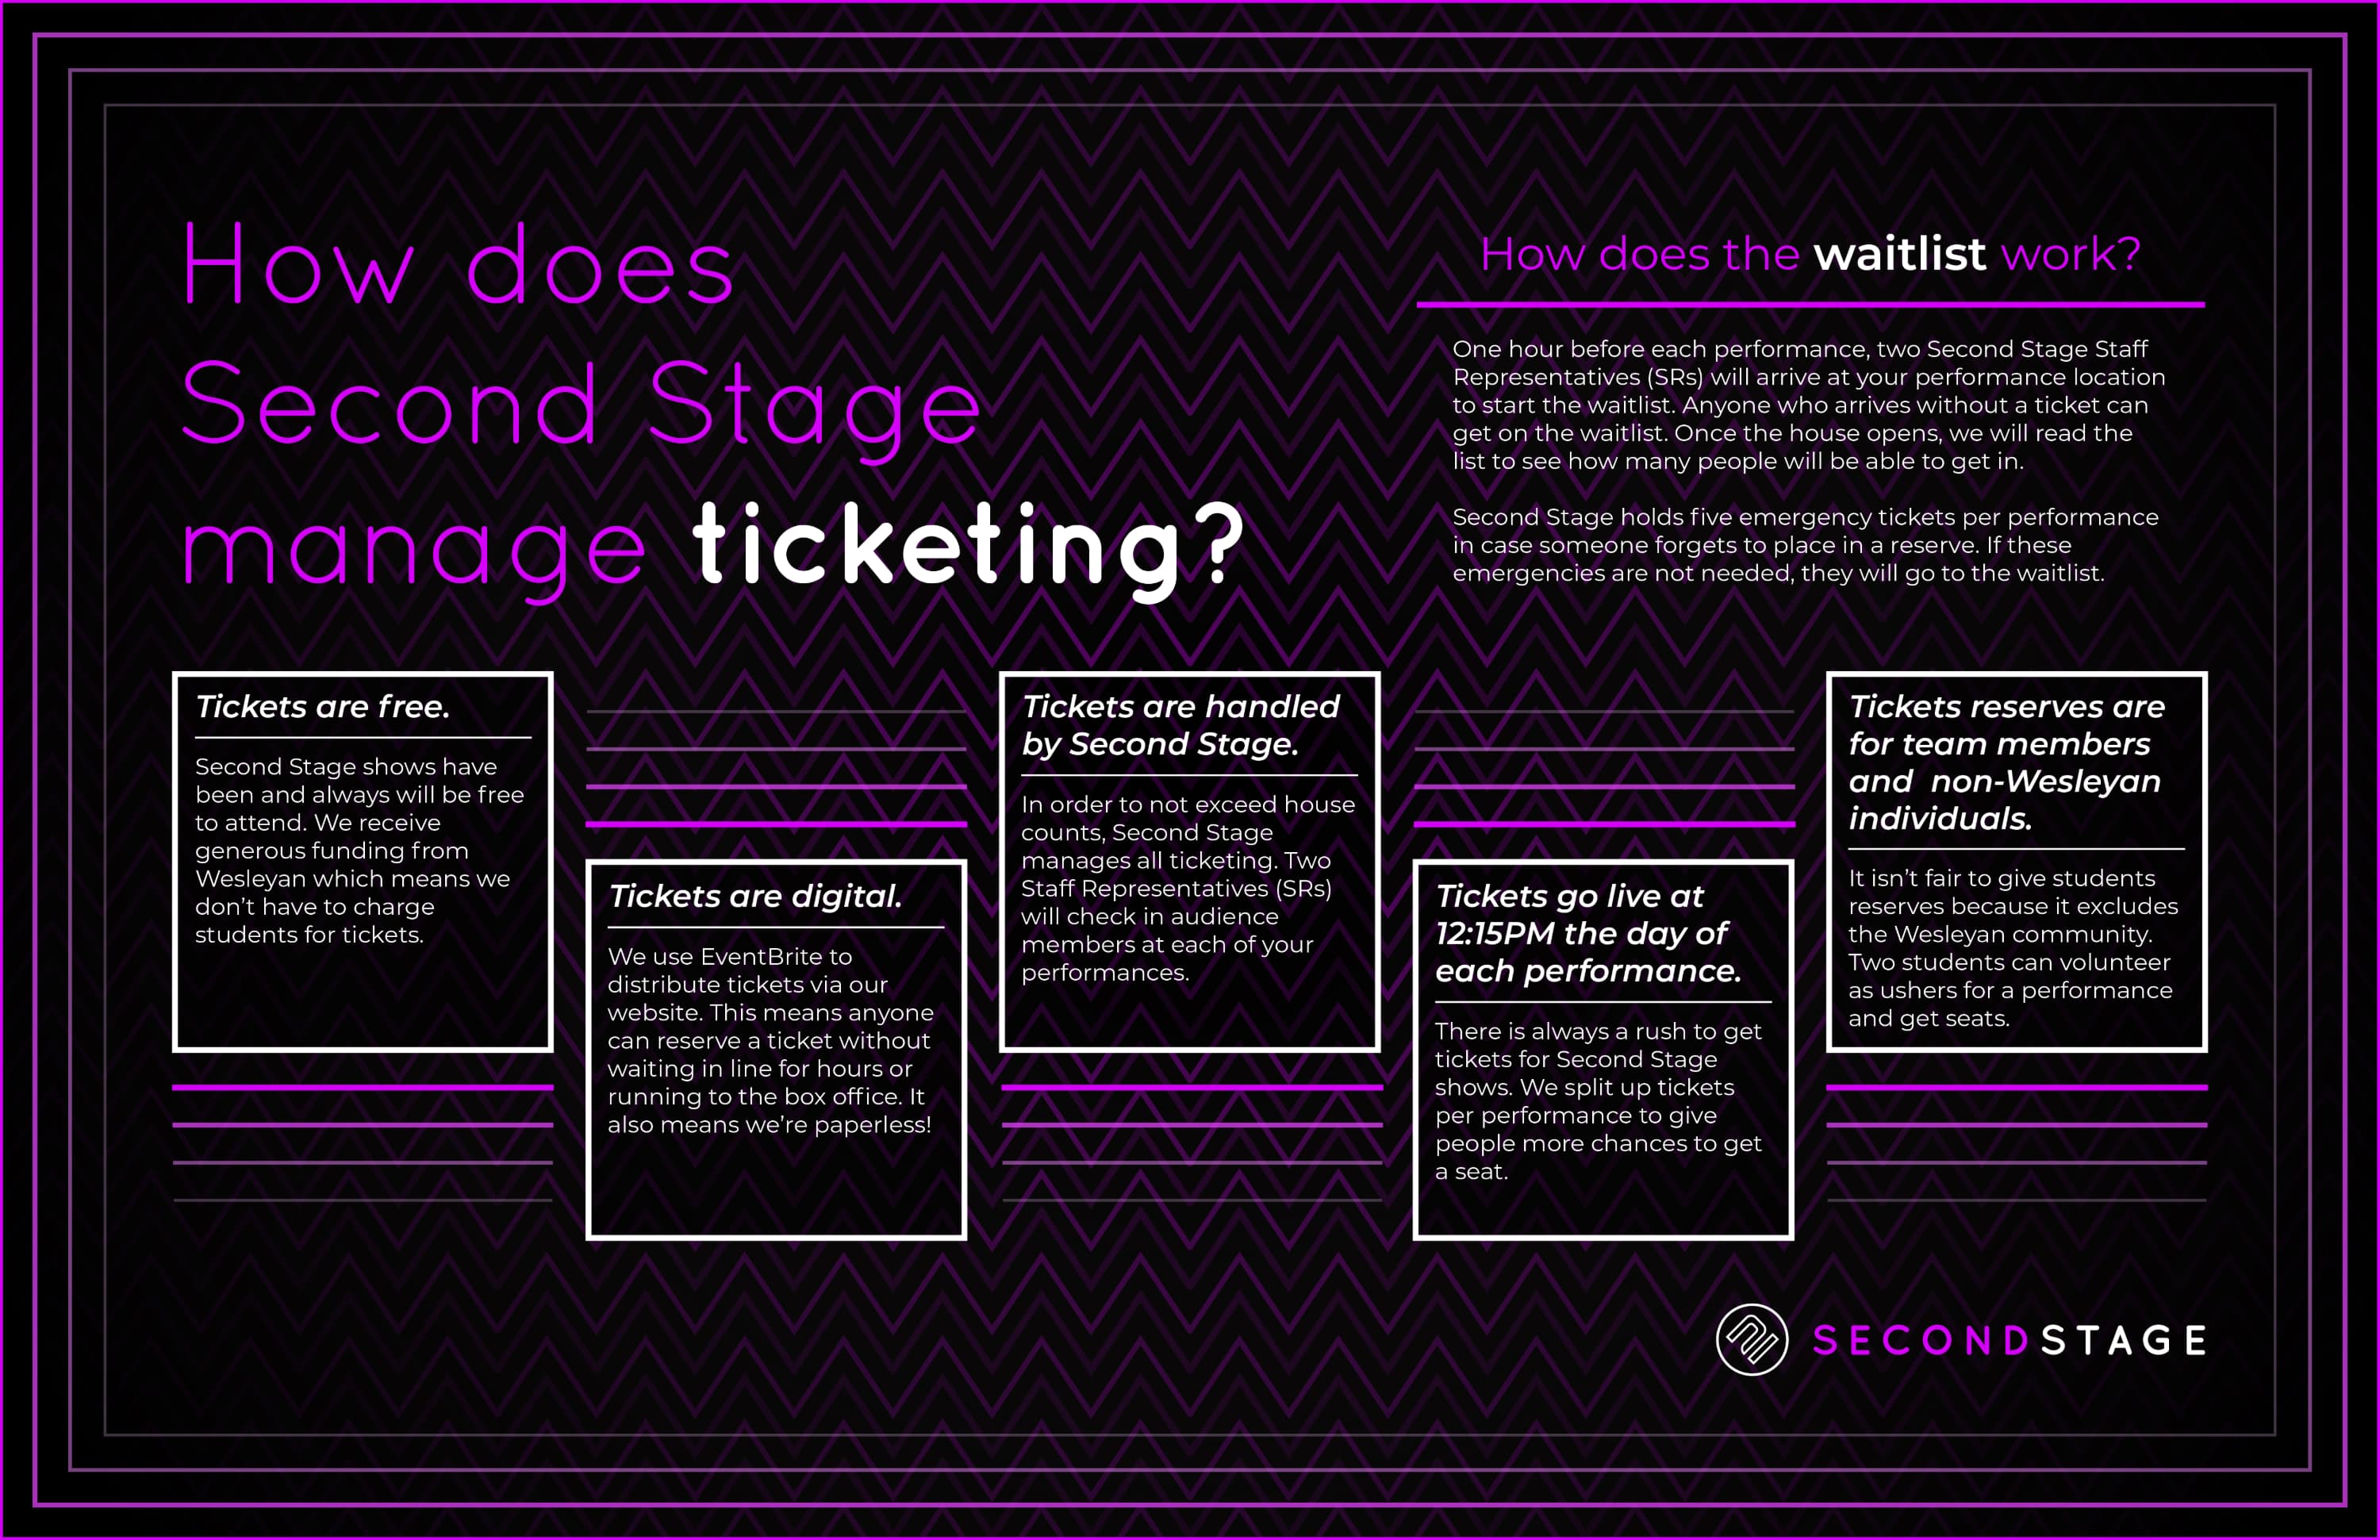 How does
Second Stage
manage ticketing?
How does the waitlist work?
One hour before each performance, two Second Stage Staff
Representatives (SRs) will arrive at your performance location
to start the waitlist. Anyone who arrives without a ticket can
get on the waitlist. Once the house opens, we will read the
list to see how many people will be able to get in.
Second Stage holds five emergency tickets per performance
in case someone forgets to place in a reserve. If these
emergencies are not needed, they will go to the waitlist.
Tickets are free.
Second Stage shows have
been and always will be free
to attend. We receive
generous funding from
Wesleyan which means we
don't have to charge
students for tickets.
Tickets are digital.
We use EventBrite to
distribute tickets via our
website. This means anyone
can reserve a ticket without
waiting in line for hours or
running to the box office. It
also means we're paperless!
Tickets are handled
by Second Stage.
In order to not exceed house
counts, Second Stage
manages all ticketing. Two
Staff Representatives (SRs)
will check in audience
members at each of your
performances.
Tickets go live at
12:15PM the day of
each performance.
There is always a rush to get
tickets for Second Stage
shows. We split up tickets
per performance to give
people more chances to get
a seat.
Tickets reserves are
for team members
and  non-Wesleyan
individuals.
It isn't fair to give students
reserves because it excludes
the Wesleyan community.
Two students can volunteer
as ushers for a performance
and get seats.
SECONDSTAGE